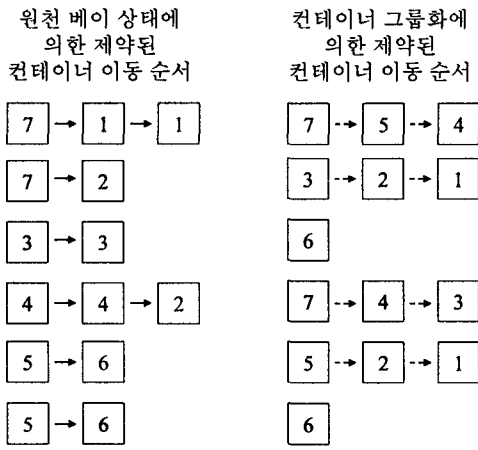 원천 베이 상태에
의한 제약된
컨테이너 이동 순서
7 → 1 → 1
7 → 2
3 → 3
4 → 4 → 2
5 → 6
5 → 6
컨테이너 그룹화에
의한 제약된
컨테이너 이동 순서
7 → 5 → 4
3 → 2 → 1
6
7 → 4 → 3
5 → 2 → 1
6